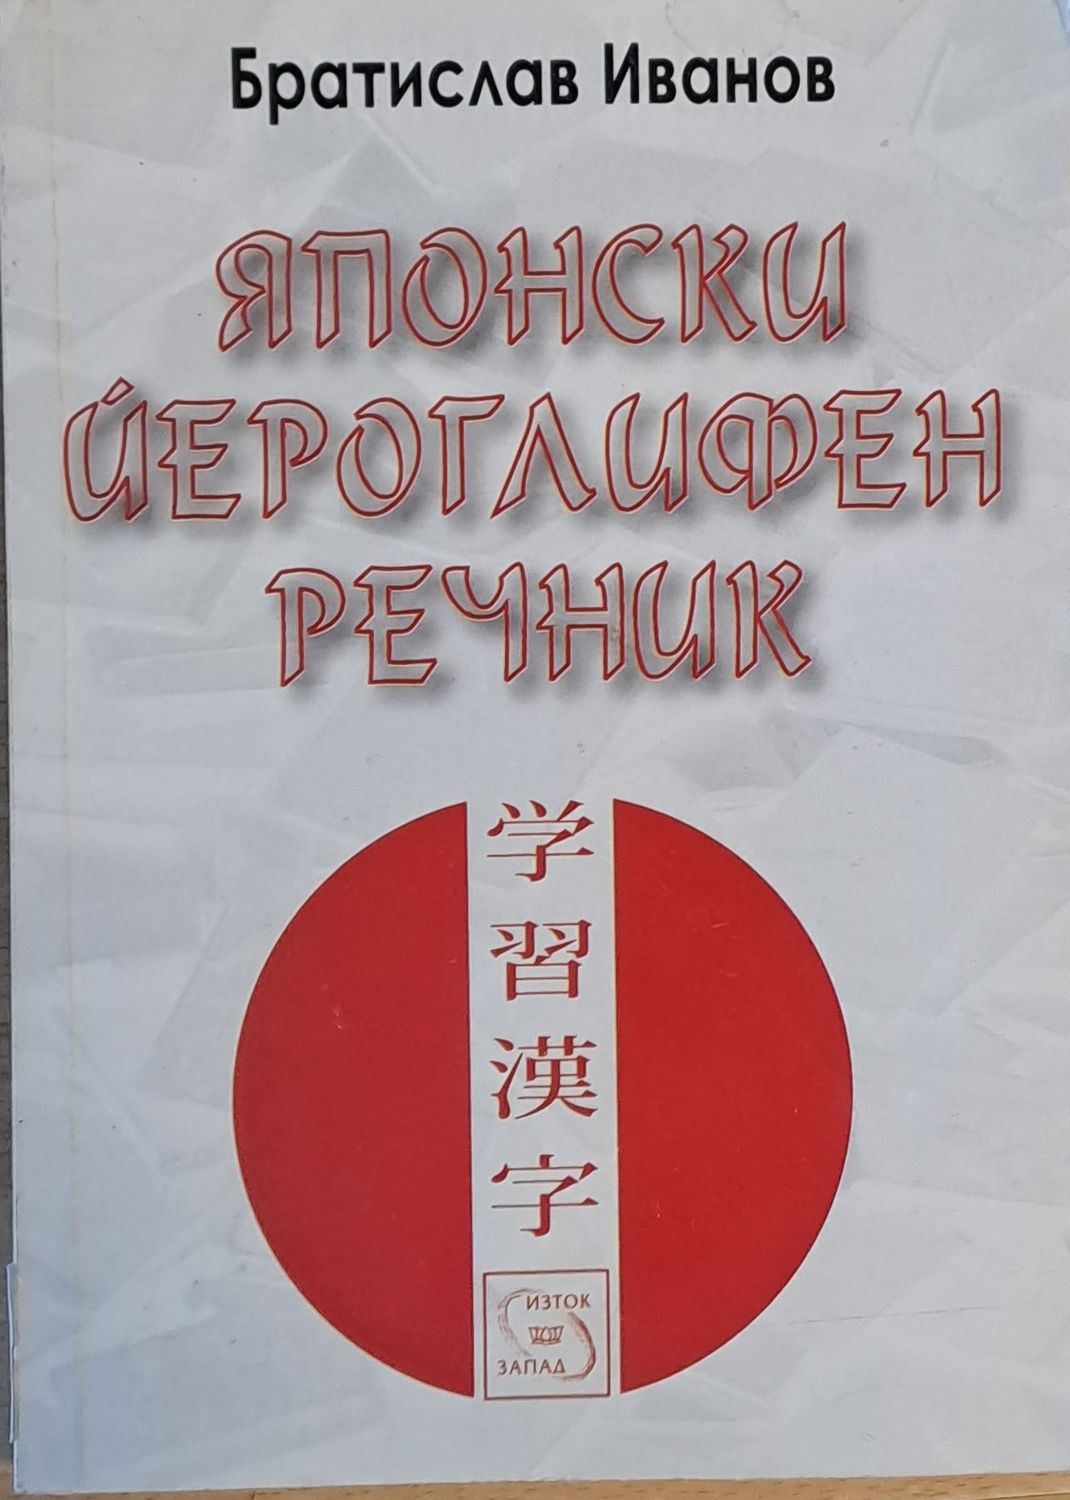 Братислав Иванов
ЯПОНСКИ
ЙЕРОГЛИФЕН
РЕЧНИК
学習漢字
ИЗТОК
ЗАПАД